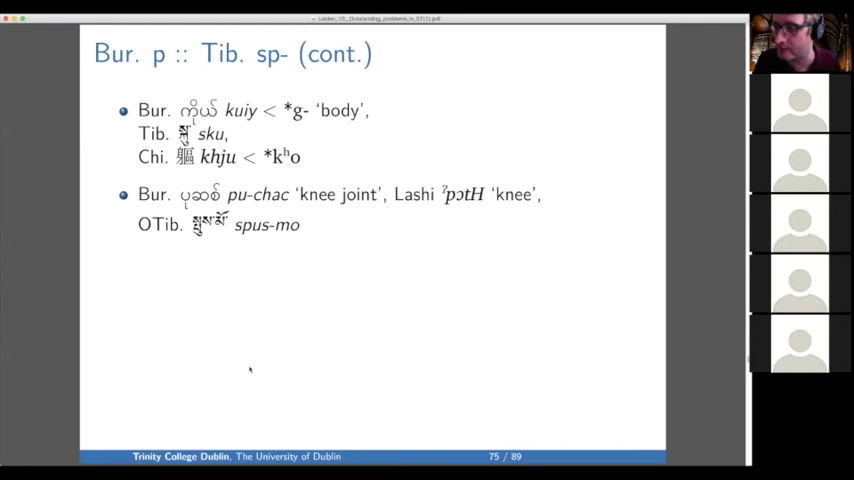 Leiden_10__Outstanding_problems_in_ST(1).pdf
Bur. p :: Tib. sp- (cont.)
Bur. ကိုယ် kuiy < *g- ‘body’,
Tib. སྐུ sku,
Chi. 軀 khju < *kʰo
Bur. ပုဆစ် pu-chac ‘knee joint’, Lashi ˀpɔtH ‘knee’,
OTib. སྤུས་མོ་ spus-mo
Trinity College Dublin, The University of Dublin 75 / 89